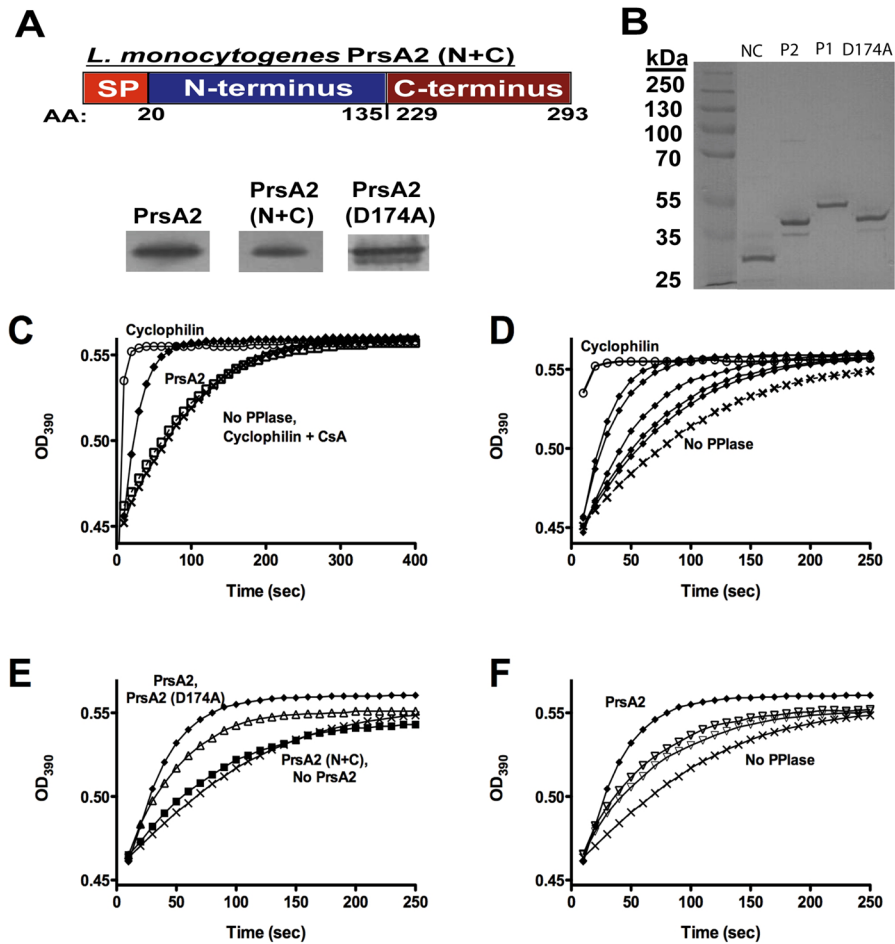 A
L. monocytogenes PrsA2 (N+C)
SP N-terminus C-terminus
AA: 20 135 229 293
PrsA2
PrsA2
(N+C)
PrsA2
(D174A)
B
kDa NC P2 P1 D174A
250
130
100
70
55
35
25
C
Cyclophilin
PrsA2
No PPIase,
Cyclophilin + CsA
OD390
0.55
0.50
0.45
0 100 200 300 400
Time (sec)
D
Cyclophilin
No PPIase
OD390
0.55
0.50
0.45
0 50 100 150 200 250
Time (sec)
E
PrsA2,
PrsA2 (D174A)
PrsA2 (N+C),
No PrsA2
OD390
0.55
0.50
0.45
0 50 100 150 200 250
Time (sec)
F
PrsA2
No PPIase
OD390
0.55
0.50
0.45
0 50 100 150 200 250
Time (sec)